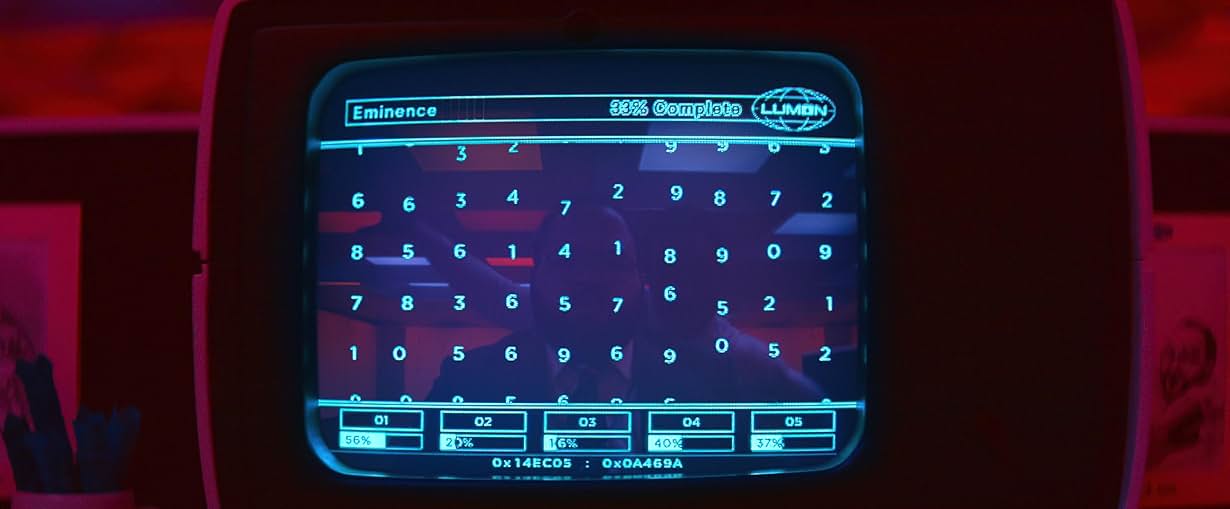 Eminence 33% Complete LUMON
3 2 9 9 6 3
6 6 3 4 7 2 9 8 7 2
8 5 6 1 4 1 8 9 0 9
7 8 3 6 5 7 6 5 2 1
1 0 5 6 9 6 9 0 5 2
01 02 03 04 05
56% 20% 16% 40% 37%
0x14EC05 : 0x0A469A